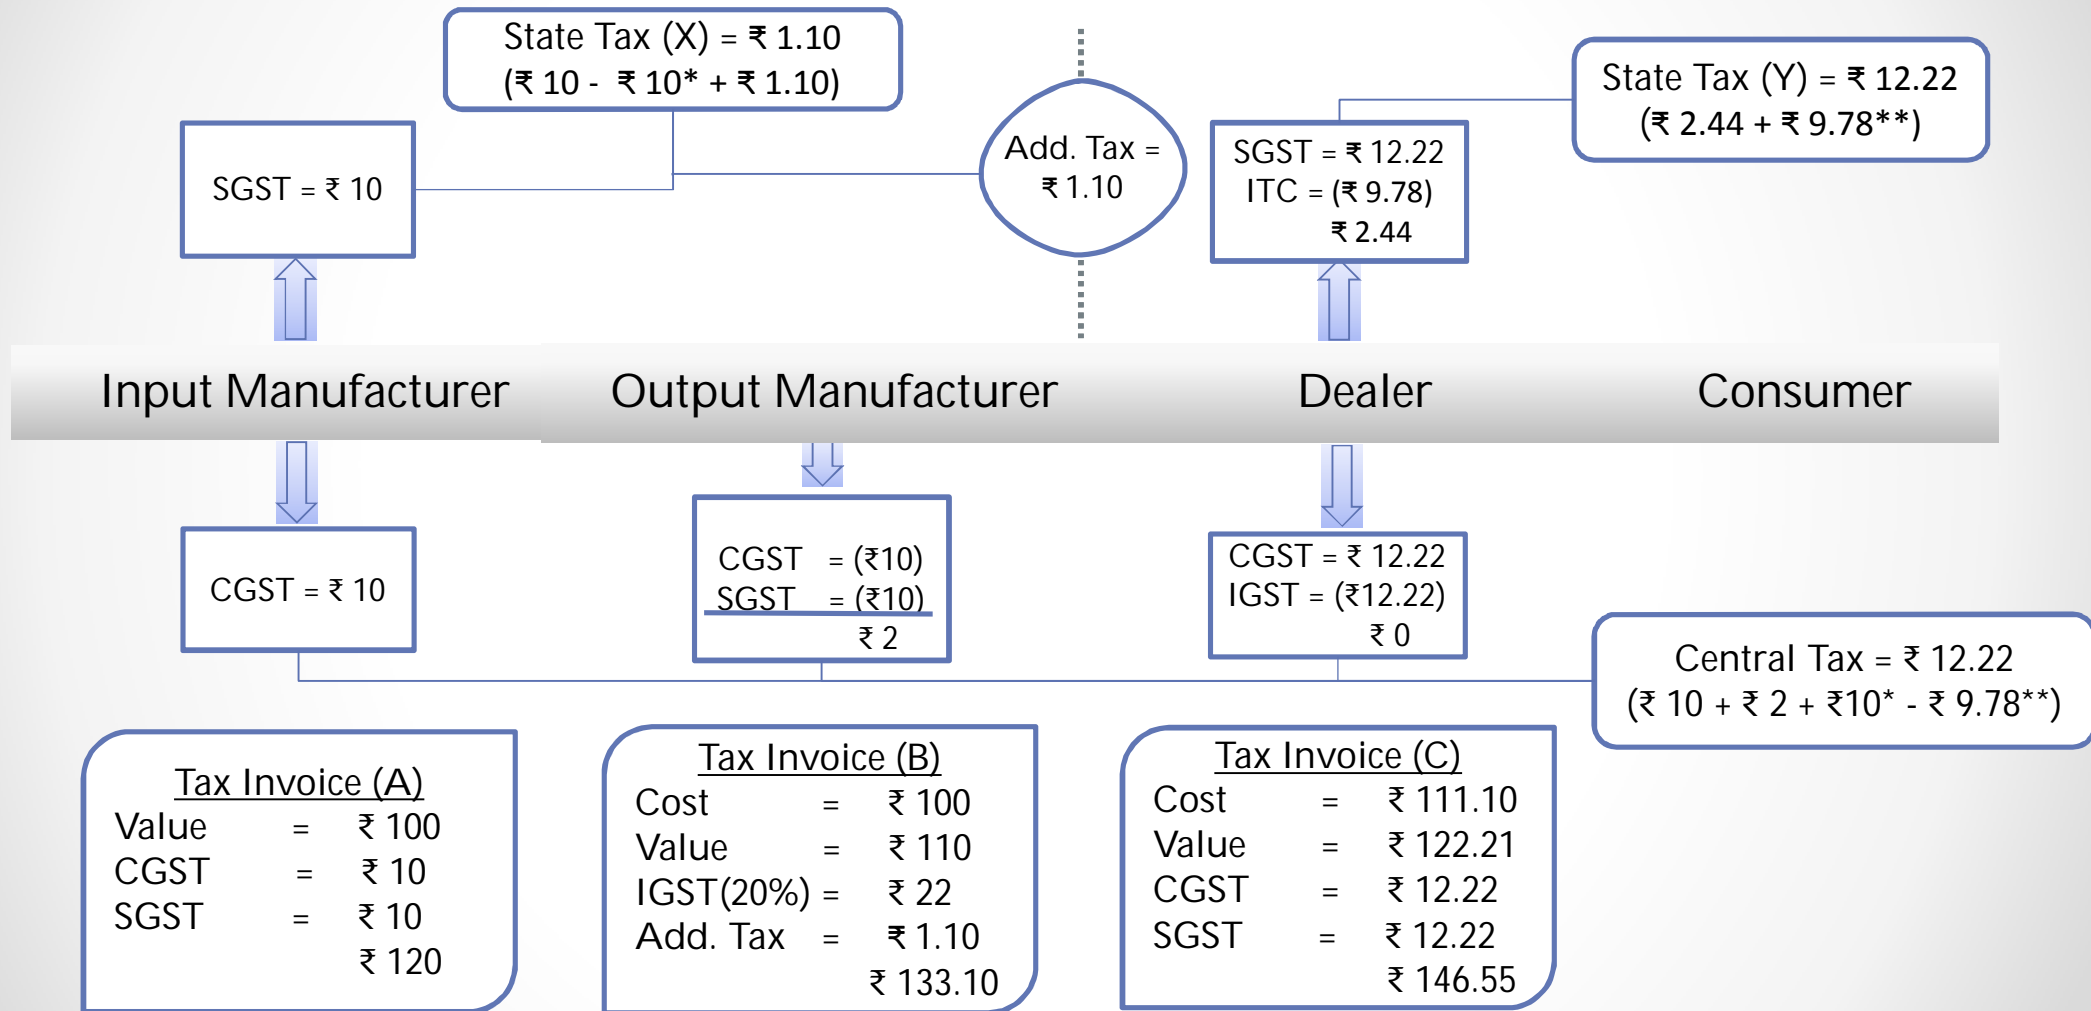 State Tax (X) = ₹ 1.10
(₹ 10 - ₹ 10* + ₹ 1.10)
State Tax (Y) = ₹ 12.22
(₹ 2.44 + ₹ 9.78**)
SGST = ₹ 10
Add. Tax =
₹ 1.10
SGST = ₹ 12.22
ITC = (₹ 9.78)
₹ 2.44
Input Manufacturer
Output Manufacturer
Dealer
Consumer
CGST = ₹ 10
CGST = (₹10)
SGST = (₹10)
₹ 2
CGST = ₹ 12.22
IGST = (₹12.22)
₹ 0
Central Tax = ₹ 12.22
(₹ 10 + ₹ 2 + ₹10* - ₹ 9.78**)
Tax Invoice (A)
Value = ₹ 100
CGST = ₹ 10
SGST = ₹ 10
₹ 120
Tax Invoice (B)
Cost = ₹ 100
Value = ₹ 110
IGST(20%) = ₹ 22
Add. Tax = ₹ 1.10
₹ 133.10
Tax Invoice (C)
Cost = ₹ 111.10
Value = ₹ 122.21
CGST = ₹ 12.22
SGST = ₹ 12.22
₹ 146.55